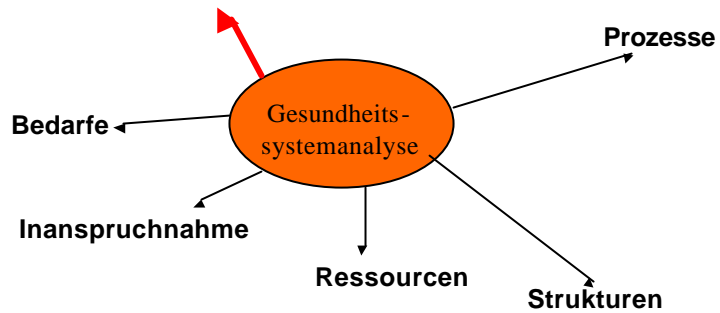 Prozesse
Gesundheits-
systemanalyse
Bedarfe
Inanspruchnahme
Ressourcen
Strukturen